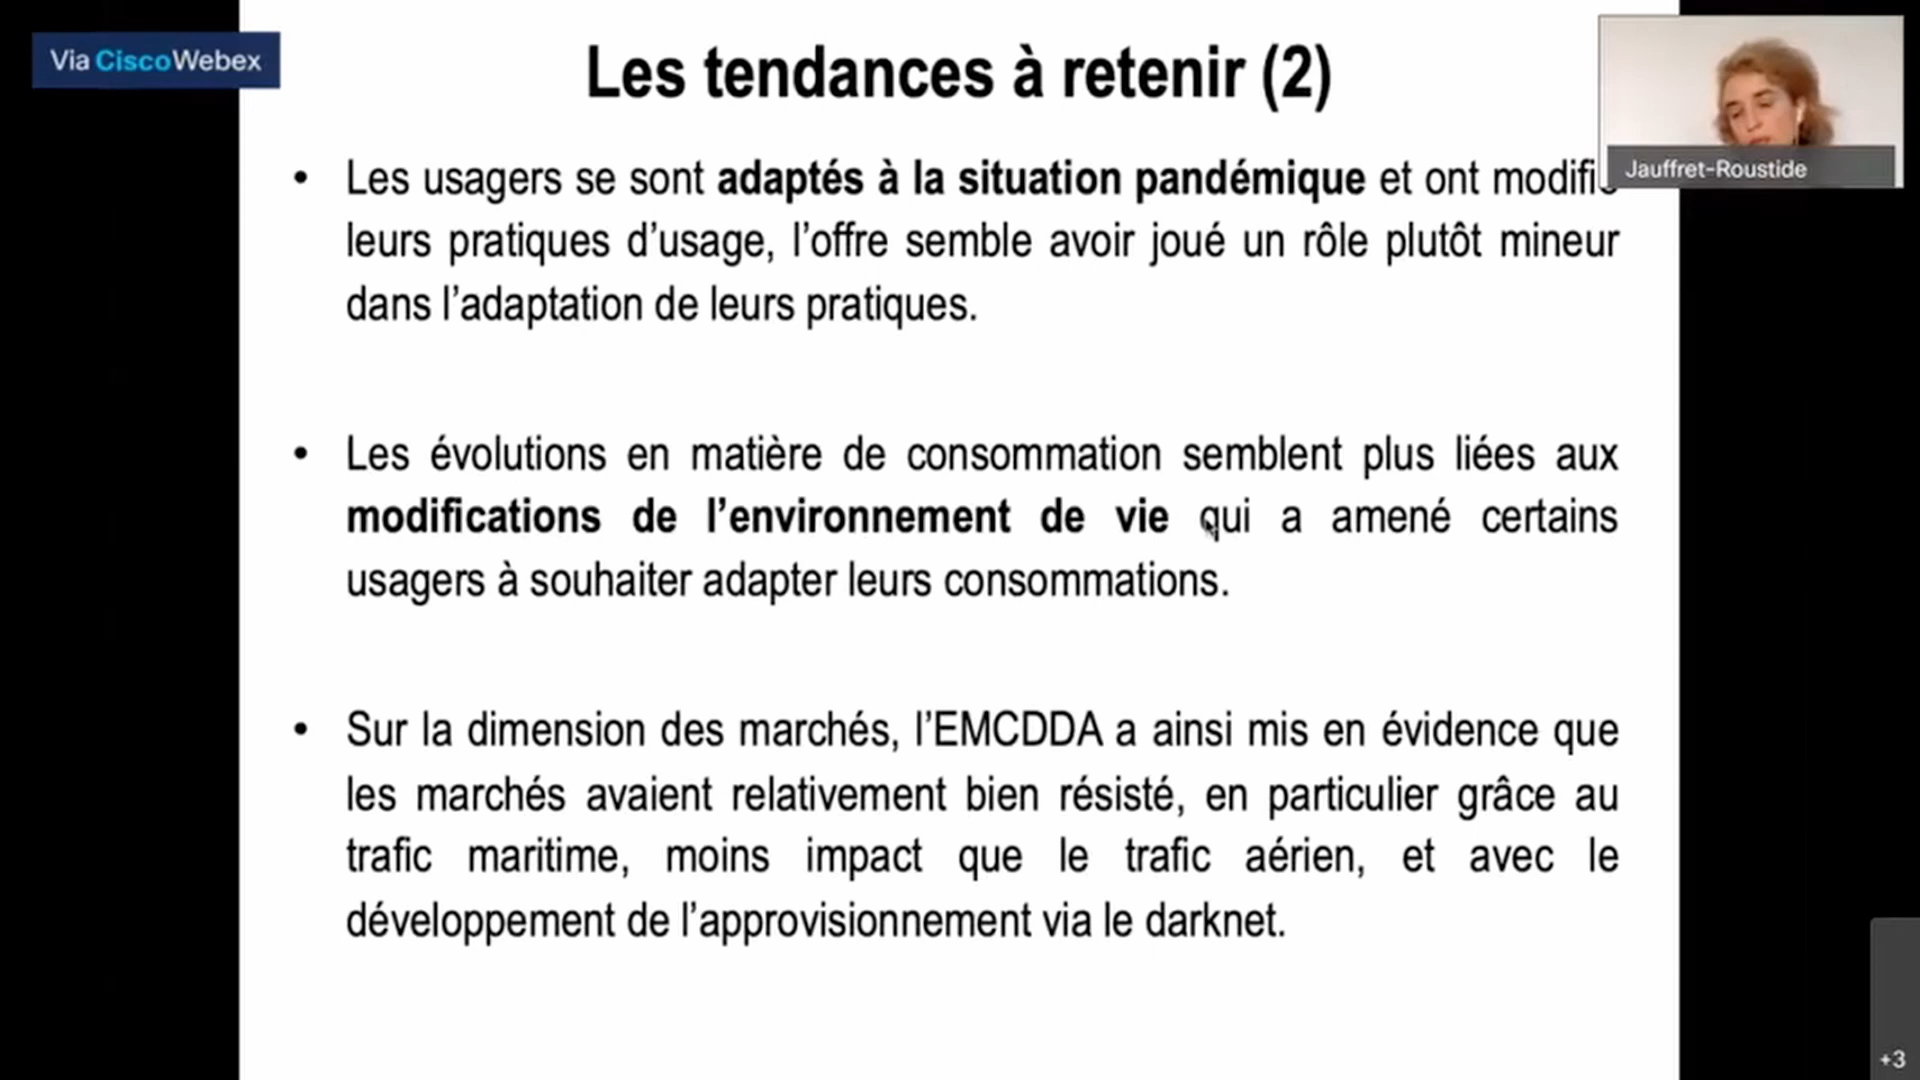 Via CiscoWebex
Les tendances à retenir (2)
Jauffret-Roustide
• Les usagers se sont adaptés à la situation pandémique et ont modifié
leurs pratiques d’usage, l’offre semble avoir joué un rôle plutôt mineur
dans l’adaptation de leurs pratiques.
• Les évolutions en matière de consommation semblent plus liées aux
modifications de l’environnement de vie qui a amené certains
usagers à souhaiter adapter leurs consommations.
• Sur la dimension des marchés, l’EMCDDA a ainsi mis en évidence que
les marchés avaient relativement bien résisté, en particulier grâce au
trafic maritime, moins impact que le trafic aérien, et avec le
développement de l’approvisionnement via le darknet.
+3